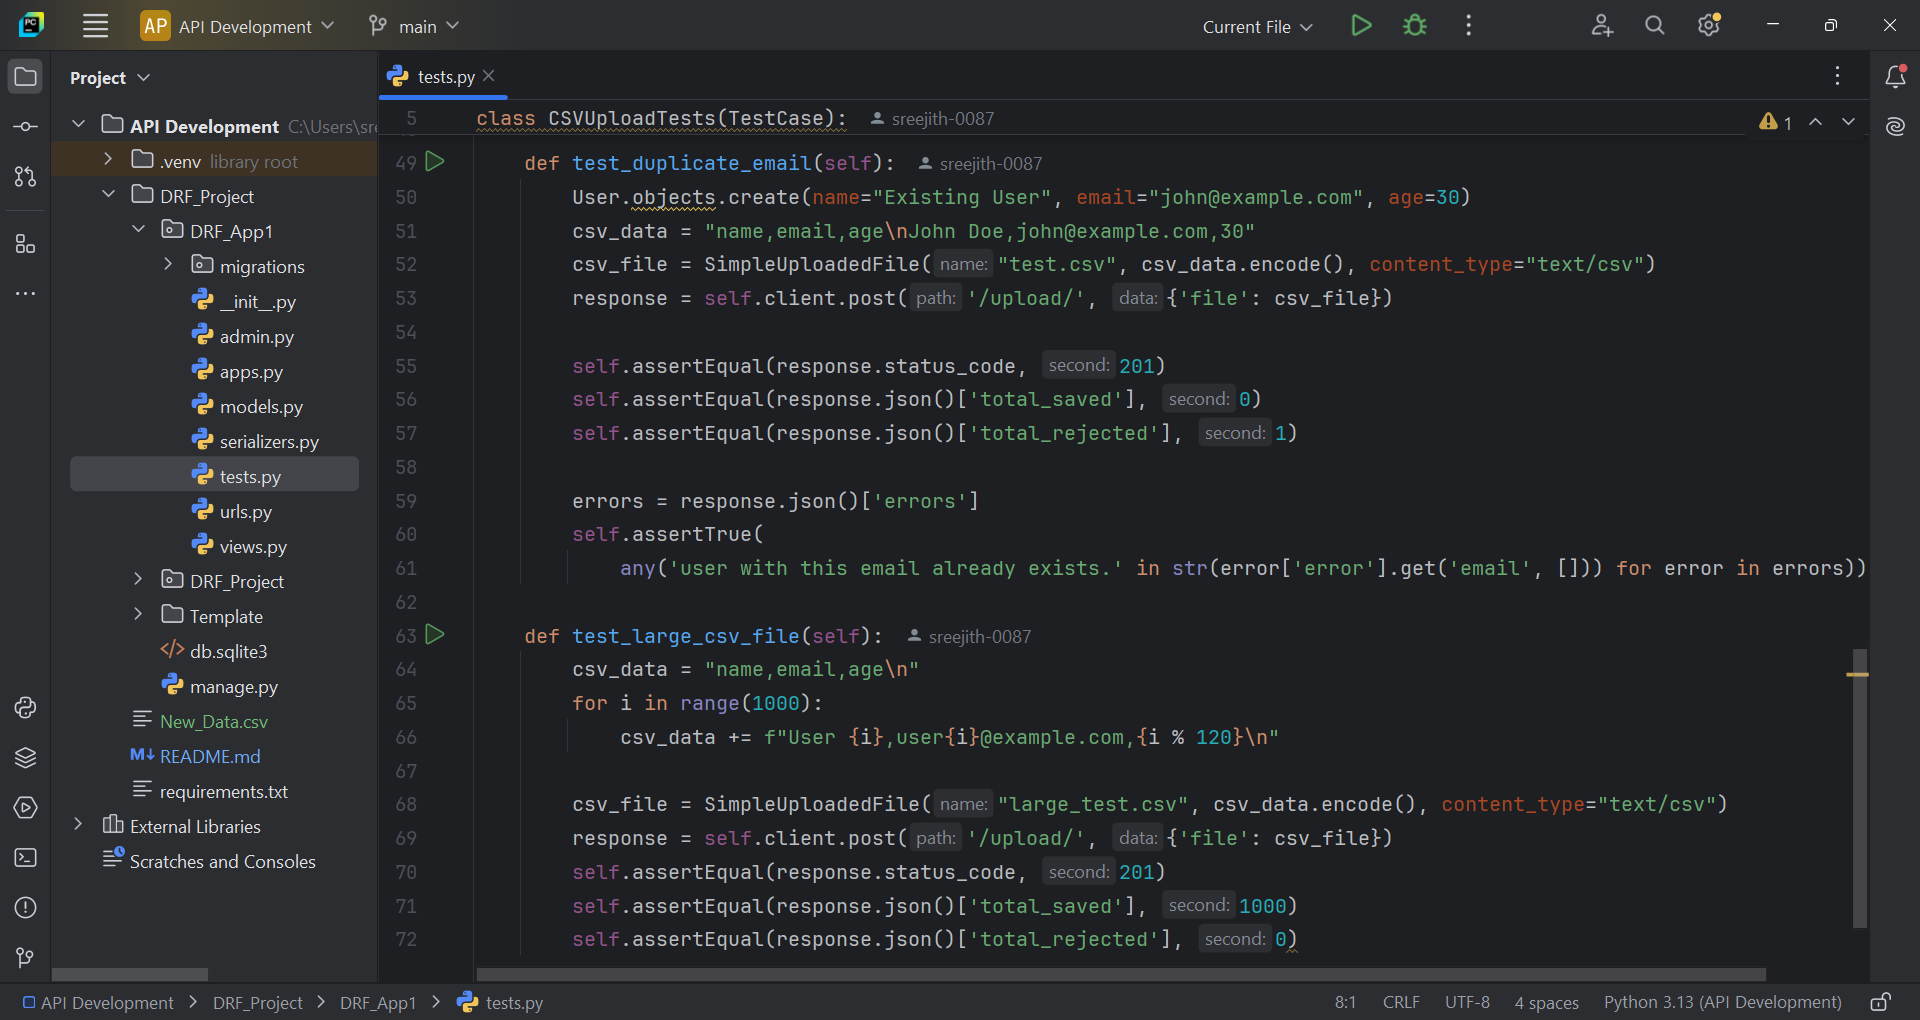 AP API Development main Current File
Project
API Development C:\Users\sre
.venv library root
DRF_Project
DRF_App1
migrations
__init__.py
admin.py
apps.py
models.py
serializers.py
tests.py
urls.py
views.py
DRF_Project
Template
db.sqlite3
manage.py
New_Data.csv
README.md
requirements.txt
External Libraries
Scratches and Consoles
tests.py
5 class CSVUploadTests(TestCase): sreejith-0087 1
49 def test_duplicate_email(self): sreejith-0087
50 User.objects.create(name="Existing User", email="john@example.com", age=30)
51 csv_data = "name,email,age\nJohn Doe,john@example.com,30"
52 csv_file = SimpleUploadedFile( name: "test.csv", csv_data.encode(), content_type="text/csv")
53 response = self.client.post( path: '/upload/', data: {'file': csv_file})
54
55 self.assertEqual(response.status_code, second: 201)
56 self.assertEqual(response.json()['total_saved'], second: 0)
57 self.assertEqual(response.json()['total_rejected'], second: 1)
58
59 errors = response.json()['errors']
60 self.assertTrue(
61 any('user with this email already exists.' in str(error['error'].get('email', [])) for error in errors))
62
63 def test_large_csv_file(self): sreejith-0087
64 csv_data = "name,email,age\n"
65 for i in range(1000):
66 csv_data += f"User {i},user{i}@example.com,{i % 120}\n"
67
68 csv_file = SimpleUploadedFile( name: "large_test.csv", csv_data.encode(), content_type="text/csv")
69 response = self.client.post( path: '/upload/', data: {'file': csv_file})
70 self.assertEqual(response.status_code, second: 201)
71 self.assertEqual(response.json()['total_saved'], second: 1000)
72 self.assertEqual(response.json()['total_rejected'], second: 0)
API Development > DRF_Project > DRF_App1 > tests.py 8:1 CRLF UTF-8 4 spaces Python 3.13 (API Development)